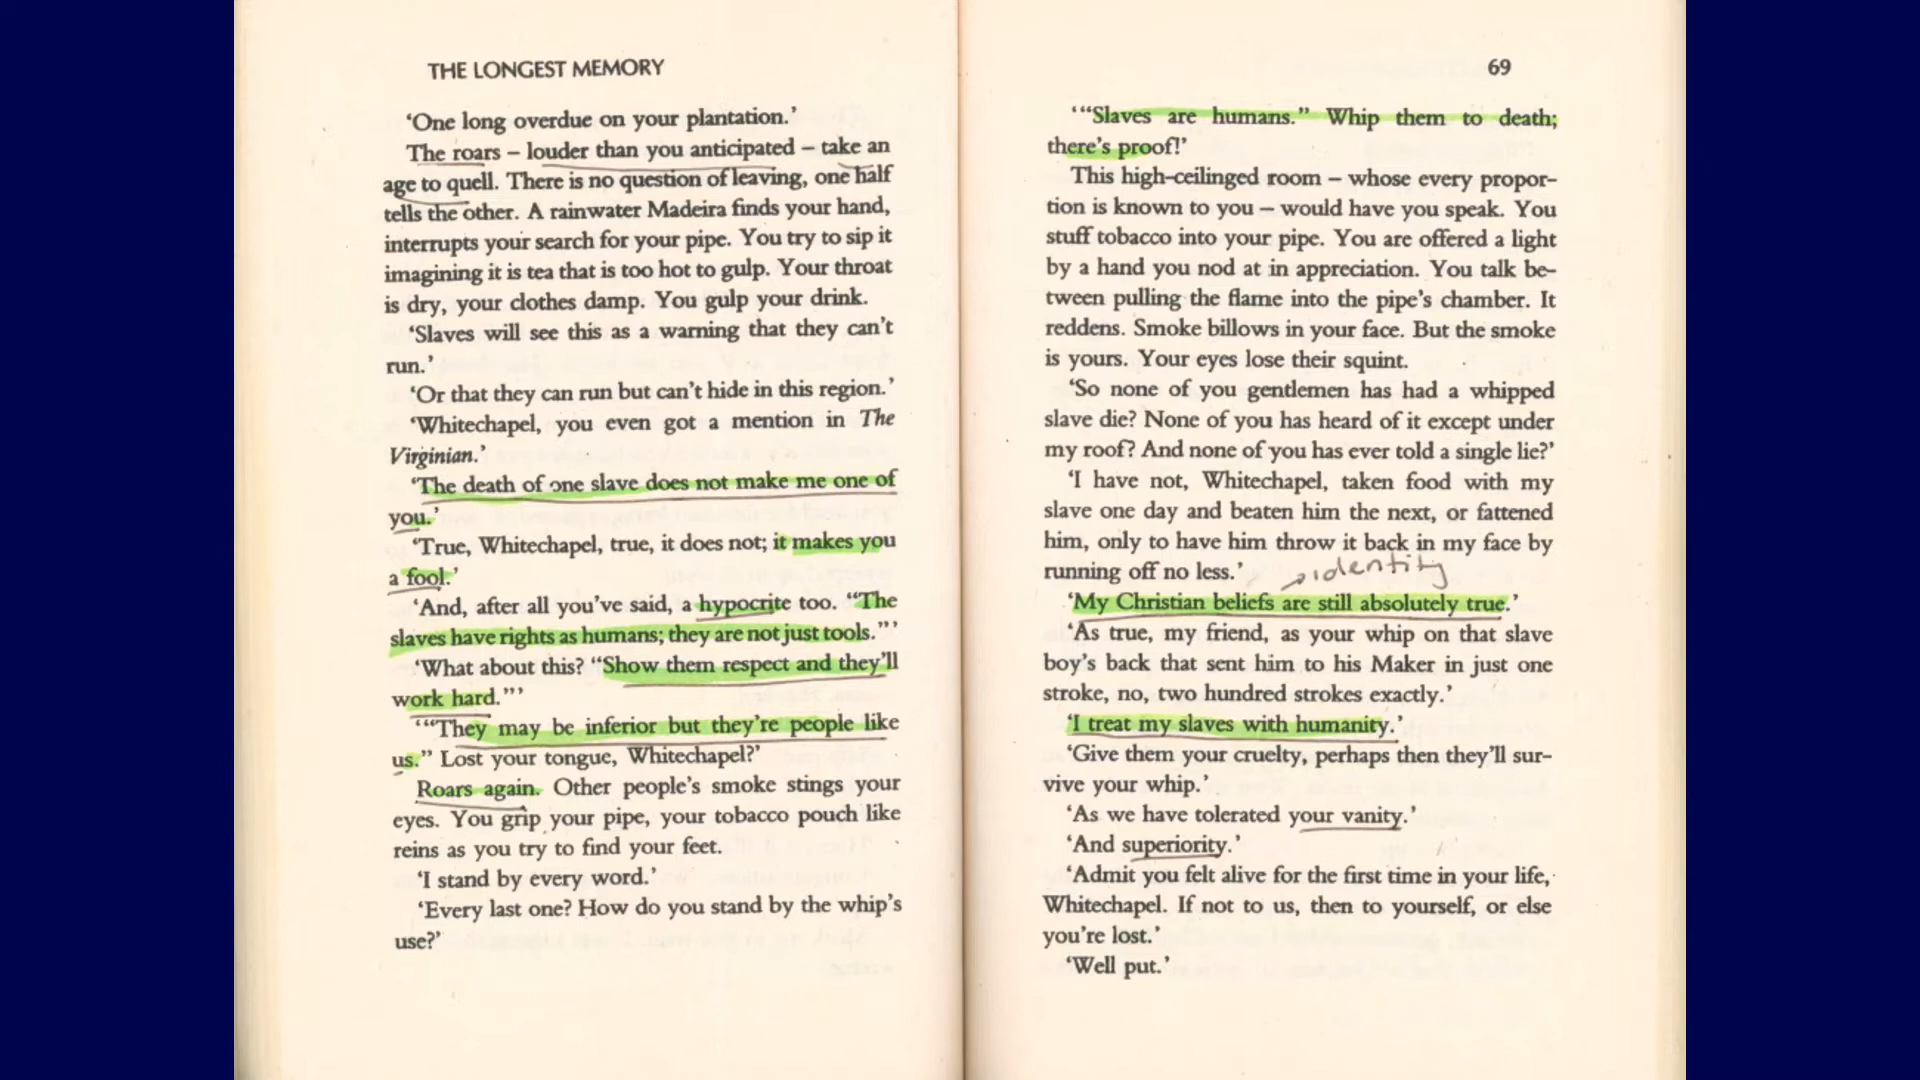 THE LONGEST MEMORY
‘One long overdue on your plantation.’
The roars – louder than you anticipated – take an
age to quell. There is no question of leaving, one half
tells the other. A rainwater Madeira finds your hand,
interrupts your search for your pipe. You try to sip it
imagining it is tea that is too hot to gulp. Your throat
is dry, your clothes damp. You gulp your drink.
‘Slaves will see this as a warning that they can’t
run.’
‘Or that they can run but can’t hide in this region.’
‘Whitechapel, you even got a mention in The
Virginian.’
‘The death of one slave does not make me one of
you.’
‘True, Whitechapel, true, it does not; it makes you
a fool.’
‘And, after all you’ve said, a hypocrite too. “The
slaves have rights as humans; they are not just tools.”’
‘What about this? “Show them respect and they’ll
work hard.”’
‘“They may be inferior but they’re people like
us.” Lost your tongue, Whitechapel?’
Roars again. Other people’s smoke stings your
eyes. You grip your pipe, your tobacco pouch like
reins as you try to find your feet.
‘I stand by every word.’
‘Every last one? How do you stand by the whip’s
use?’
69
‘“Slaves are humans.” Whip them to death;
there’s proof!’
This high-ceilinged room – whose every propor-
tion is known to you – would have you speak. You
stuff tobacco into your pipe. You are offered a light
by a hand you nod at in appreciation. You talk be-
tween pulling the flame into the pipe’s chamber. It
reddens. Smoke billows in your face. But the smoke
is yours. Your eyes lose their squint.
‘So none of you gentlemen has had a whipped
slave die? None of you has heard of it except under
my roof? And none of you has ever told a single lie?’
‘I have not, Whitechapel, taken food with my
slave one day and beaten him the next, or fattened
him, only to have him throw it back in my face by
running off no less.’
identity
‘My Christian beliefs are still absolutely true.’
‘As true, my friend, as your whip on that slave
boy’s back that sent him to his Maker in just one
stroke, no, two hundred strokes exactly.’
‘I treat my slaves with humanity.’
‘Give them your cruelty, perhaps then they’ll sur-
vive your whip.’
‘As we have tolerated your vanity.’
‘And superiority.’
‘Admit you felt alive for the first time in your life,
Whitechapel. If not to us, then to yourself, or else
you’re lost.’
‘Well put.’